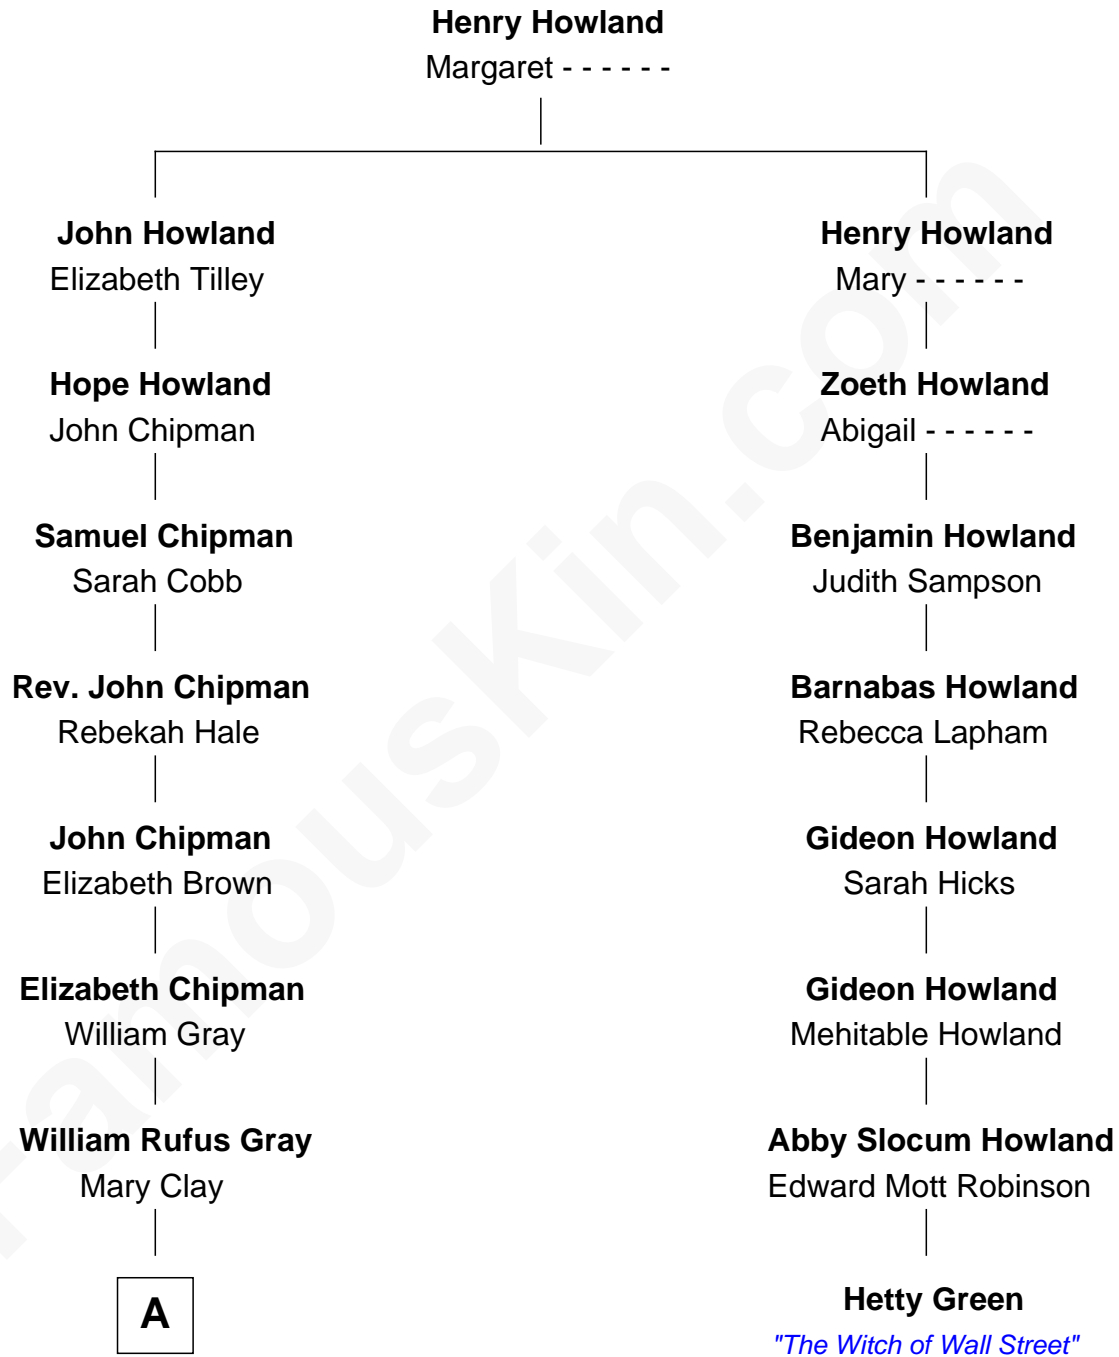 Henry Howland
Margaret - - - - - -
John Howland
Elizabeth Tilley
Hope Howland
John Chipman
Samuel Chipman
Sarah Cobb
Rev. John Chipman
Rebekah Hale
John Chipman
Elizabeth Brown
Elizabeth Chipman
William Gray
William Rufus Gray
Mary Clay
A
Henry Howland
Mary - - - - - -
Zoeth Howland
Abigail - - - - - -
Benjamin Howland
Judith Sampson
Barnabas Howland
Rebecca Lapham
Gideon Howland
Sarah Hicks
Gideon Howland
Mehitable Howland
Abby Slocum Howland
Edward Mott Robinson
Hetty Green
"The Witch of Wall Street"
FamousKin.com